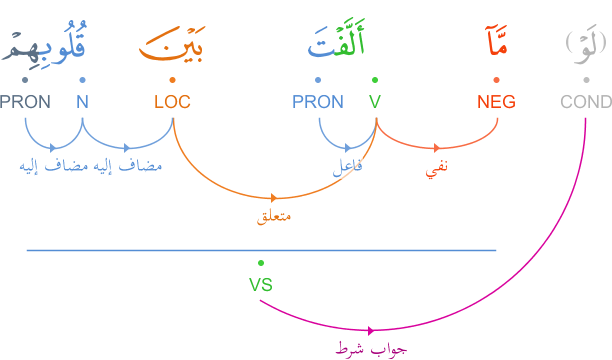 (لَوْ) مَّآ أَلَّفْتَ بَيْنَ قُلُوبِهِمْ
COND NEG V PRON LOC N PRON
نفي فاعل مضاف إليه مضاف إليه
متعلق
VS
جواب شرط